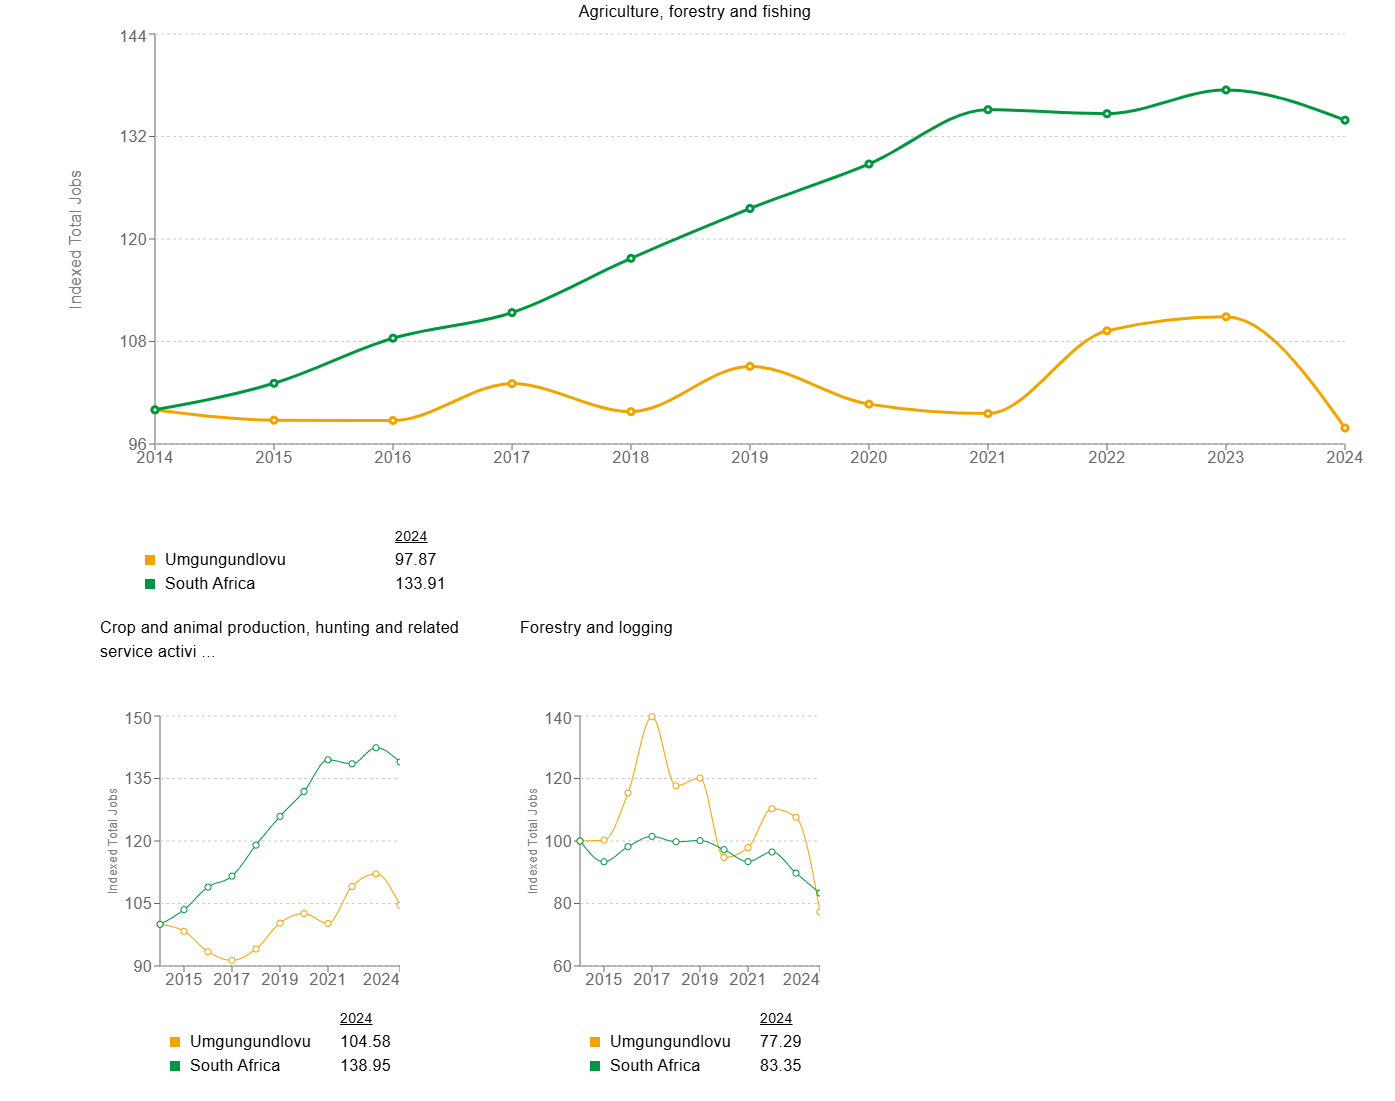 Agriculture, forestry and fishing
144
132
120
108
96
Indexed Total Jobs
2014 2015 2016 2017 2018 2019 2020 2021 2022 2023 2024
2024
Umgungundlovu 97.87
South Africa 133.91
Crop and animal production, hunting and related
service activi ...
150
135
120
105
90
Indexed Total Jobs
2015 2017 2019 2021 2024
2024
Umgungundlovu 104.58
South Africa 138.95
Forestry and logging
140
120
100
80
60
Indexed Total Jobs
2015 2017 2019 2021 2024
2024
Umgungundlovu 77.29
South Africa 83.35